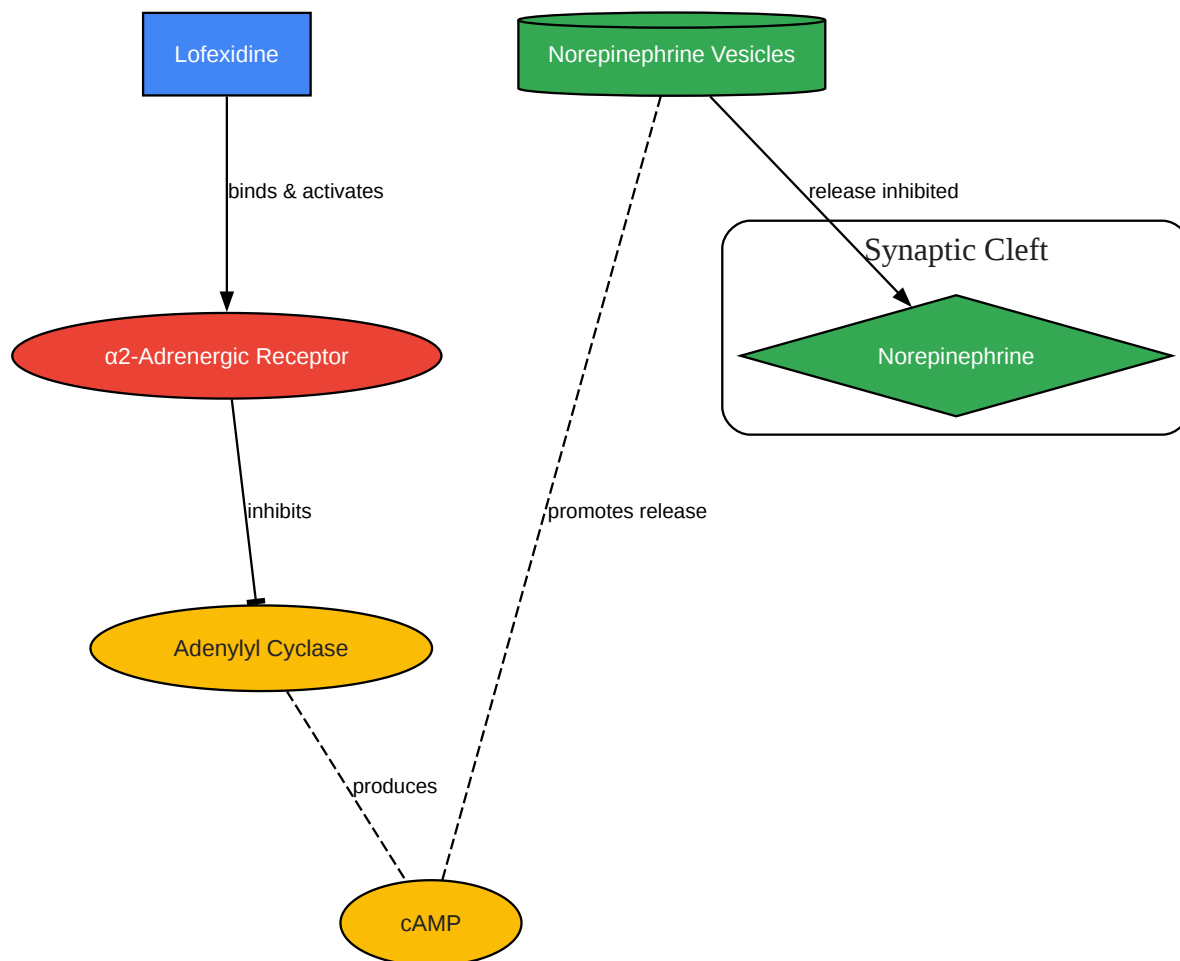 Lofexidine
Norepinephrine Vesicles
binds & activates
release inhibited
Synaptic Cleft
α2-Adrenergic Receptor
Norepinephrine
inhibits
promotes release
Adenylyl Cyclase
produces
cAMP